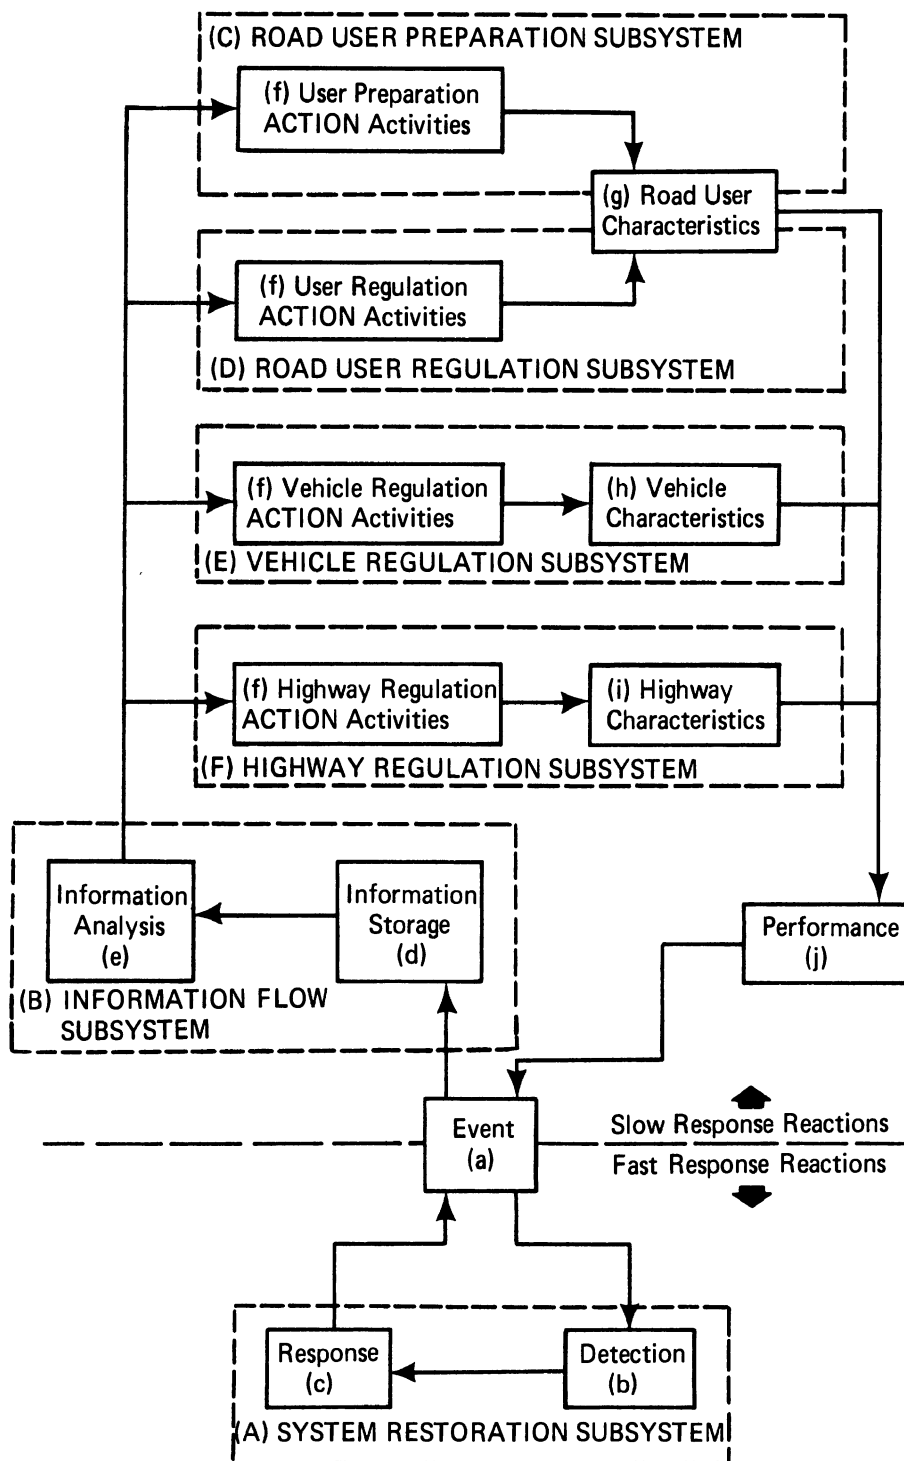 (C) ROAD USER PREPARATION SUBSYSTEM
(f) User Preparation
ACTION Activities
(g) Road User
Characteristics
(f) User Regulation
ACTION Activities
(D) ROAD USER REGULATION SUBSYSTEM
(f) Vehicle Regulation
ACTION Activities
(h) Vehicle
Characteristics
(E) VEHICLE REGULATION SUBSYSTEM
(f) Highway Regulation
ACTION Activities
(i) Highway
Characteristics
(F) HIGHWAY REGULATION SUBSYSTEM
Information
Analysis
(e)
Information
Storage
(d)
(B) INFORMATION FLOW
SUBSYSTEM
Performance
(j)
Event
(a)
Slow Response Reactions
Fast Response Reactions
Response
(c)
Detection
(b)
(A) SYSTEM RESTORATION SUBSYSTEM